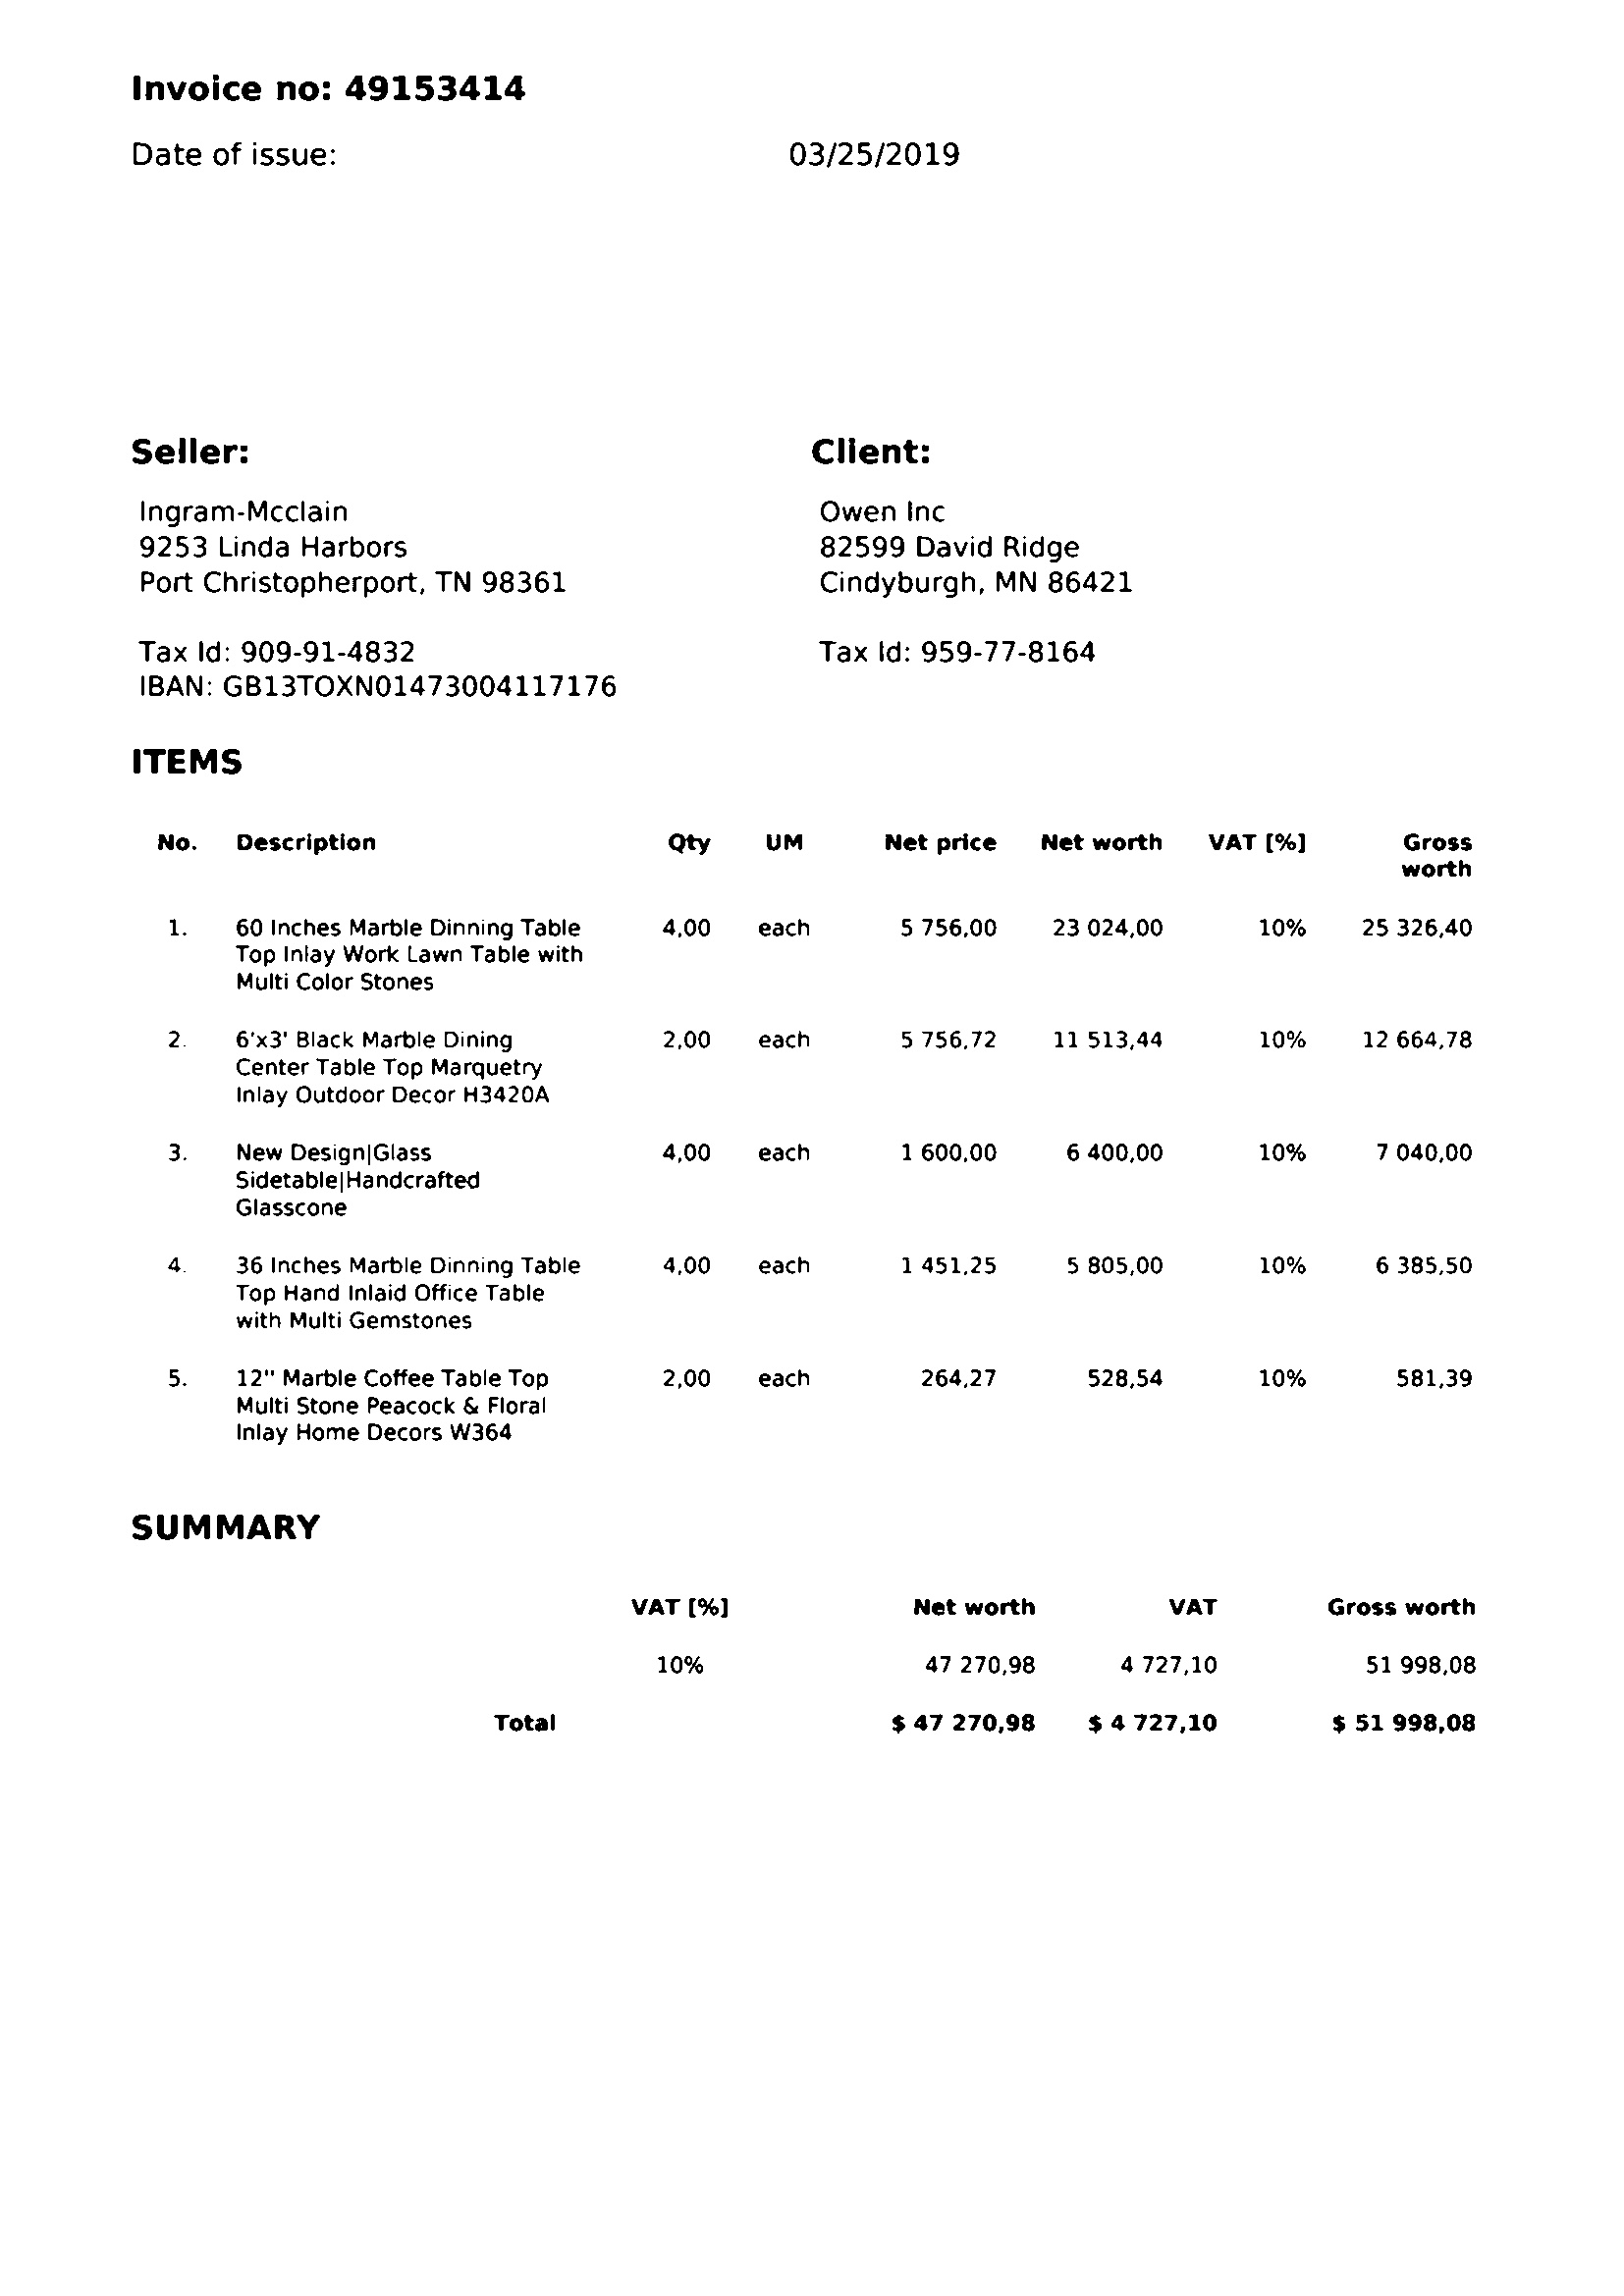 Invoice no: 49153414
Date of issue: 03/25/2019
Seller: Client:
Ingram-Mcclain Owen Inc
9253 Linda Harbors 82599 David Ridge
Port Christopherport, TN 98361 Cindyburgh, MN 86421
Tax Id: 909-91-4832 Tax Id: 959-77-8164
IBAN: GB13TOXN01473004117176
ITEMS
No. Description Qty UM Net price Net worth VAT [%] Gross
worth
1. 60 Inches Marble Dinning Table 4,00 each 5 756,00 23 024,00 10% 25 326,40
Top Inlay Work Lawn Table with
Multi Color Stones
2. 6'x3' Black Marble Dining 2,00 each 5 756,72 11 513,44 10% 12 664,78
Center Table Top Marquetry
Inlay Outdoor Decor H3420A
3. New Design|Glass 4,00 each 1 600,00 6 400,00 10% 7 040,00
Sidetable|Handcrafted
Glasscone
4. 36 Inches Marble Dinning Table 4,00 each 1 451,25 5 805,00 10% 6 385,50
Top Hand Inlaid Office Table
with Multi Gemstones
5. 12" Marble Coffee Table Top 2,00 each 264,27 528,54 10% 581,39
Multi Stone Peacock & Floral
Inlay Home Decors W364
SUMMARY
VAT [%] Net worth VAT Gross worth
10% 47 270,98 4 727,10 51 998,08
Total $ 47 270,98 $ 4 727,10 $ 51 998,08